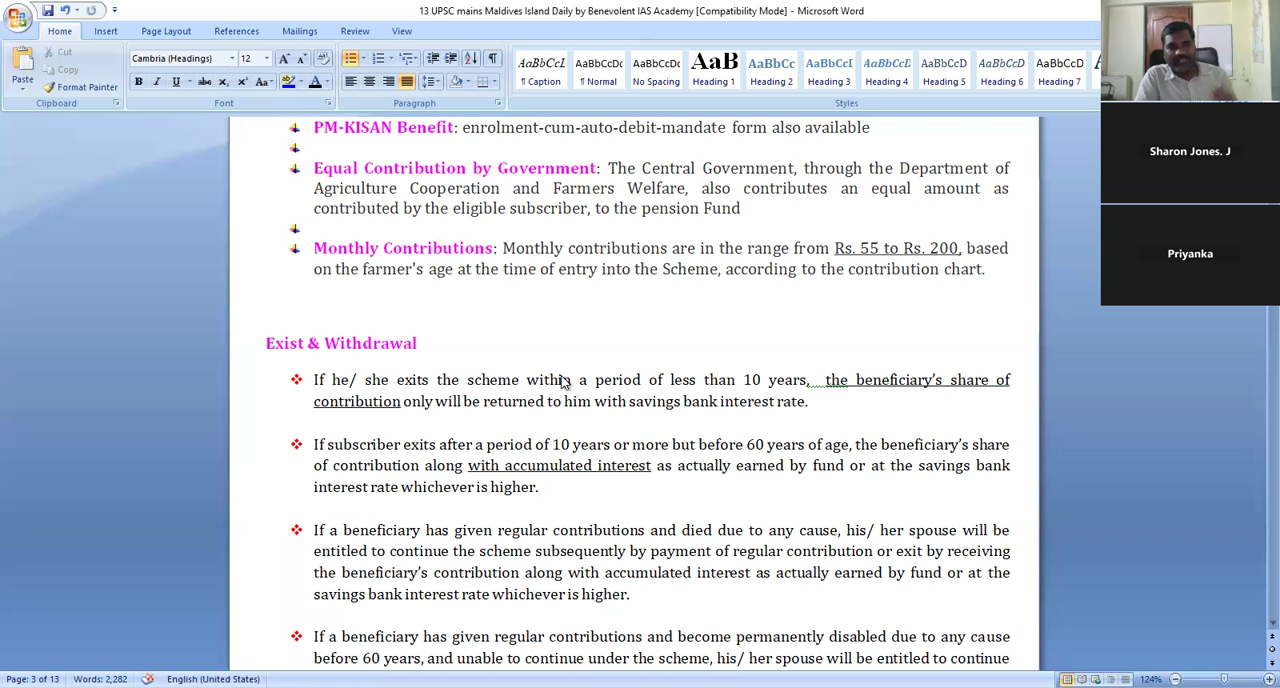 13 UPSC mains Maldives Island Daily by Benevolent IAS Academy [Compatibility Mode] - Microsoft Word
Home Insert Page Layout References Mailings Review View
Paste
Cut
Copy
Format Painter
Clipboard
Cambria (Headings) 12
Font
Paragraph
AaBbCcL AaBbCcDc AaBbCcDc AaB AaBbCc AaBbCcI AaBbCcI AaBbCcD AaBbCcD AaBbCcD
¶ Caption ¶ Normal No Spacing Heading 1 Heading 2 Heading 3 Heading 4 Heading 5 Heading 6 Heading 7
Styles
Sharon Jones. J
Priyanka
PM-KISAN Benefit: enrolment-cum-auto-debit-mandate form also available
Equal Contribution by Government: The Central Government, through the Department of
Agriculture Cooperation and Farmers Welfare, also contributes an equal amount as
contributed by the eligible subscriber, to the pension Fund
Monthly Contributions: Monthly contributions are in the range from Rs. 55 to Rs. 200, based
on the farmer's age at the time of entry into the Scheme, according to the contribution chart.
Exist & Withdrawal
If he/ she exits the scheme within a period of less than 10 years, the beneficiary's share of
contribution only will be returned to him with savings bank interest rate.
If subscriber exits after a period of 10 years or more but before 60 years of age, the beneficiary's share
of contribution along with accumulated interest as actually earned by fund or at the savings bank
interest rate whichever is higher.
If a beneficiary has given regular contributions and died due to any cause, his/ her spouse will be
entitled to continue the scheme subsequently by payment of regular contribution or exit by receiving
the beneficiary's contribution along with accumulated interest as actually earned by fund or at the
savings bank interest rate whichever is higher.
If a beneficiary has given regular contributions and become permanently disabled due to any cause
before 60 years, and unable to continue under the scheme, his/ her spouse will be entitled to continue
Page: 3 of 13 Words: 2,282 English (United States) 124%